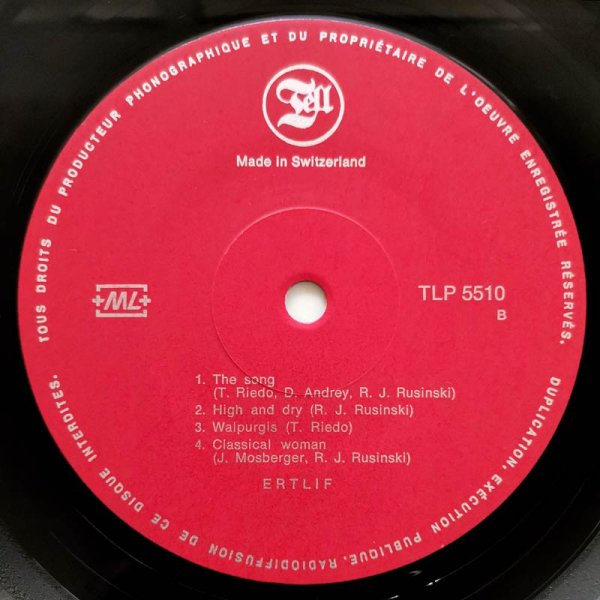 TOUS DROITS DU PRODUCTEUR PHONOGRAPHIQUE ET DU PROPRIÉTAIRE DE L'OEUVRE ENREGISTRÉE RÉSERVÉS. DUPLICATION, EXÉCUTION PUBLIQUE, RADIODIFFUSION DE CE DISQUE INTERDITES.
Tell
Made in Switzerland
+ML+
TLP 5510
B
1. The song
(T. Riedo, D. Andrey, R. J. Rusinski)
2. High and dry (R. J. Rusinski)
3. Walpurgis (T. Riedo)
4. Classical woman
(J. Mosberger, R. J. Rusinski)
ERTLIF